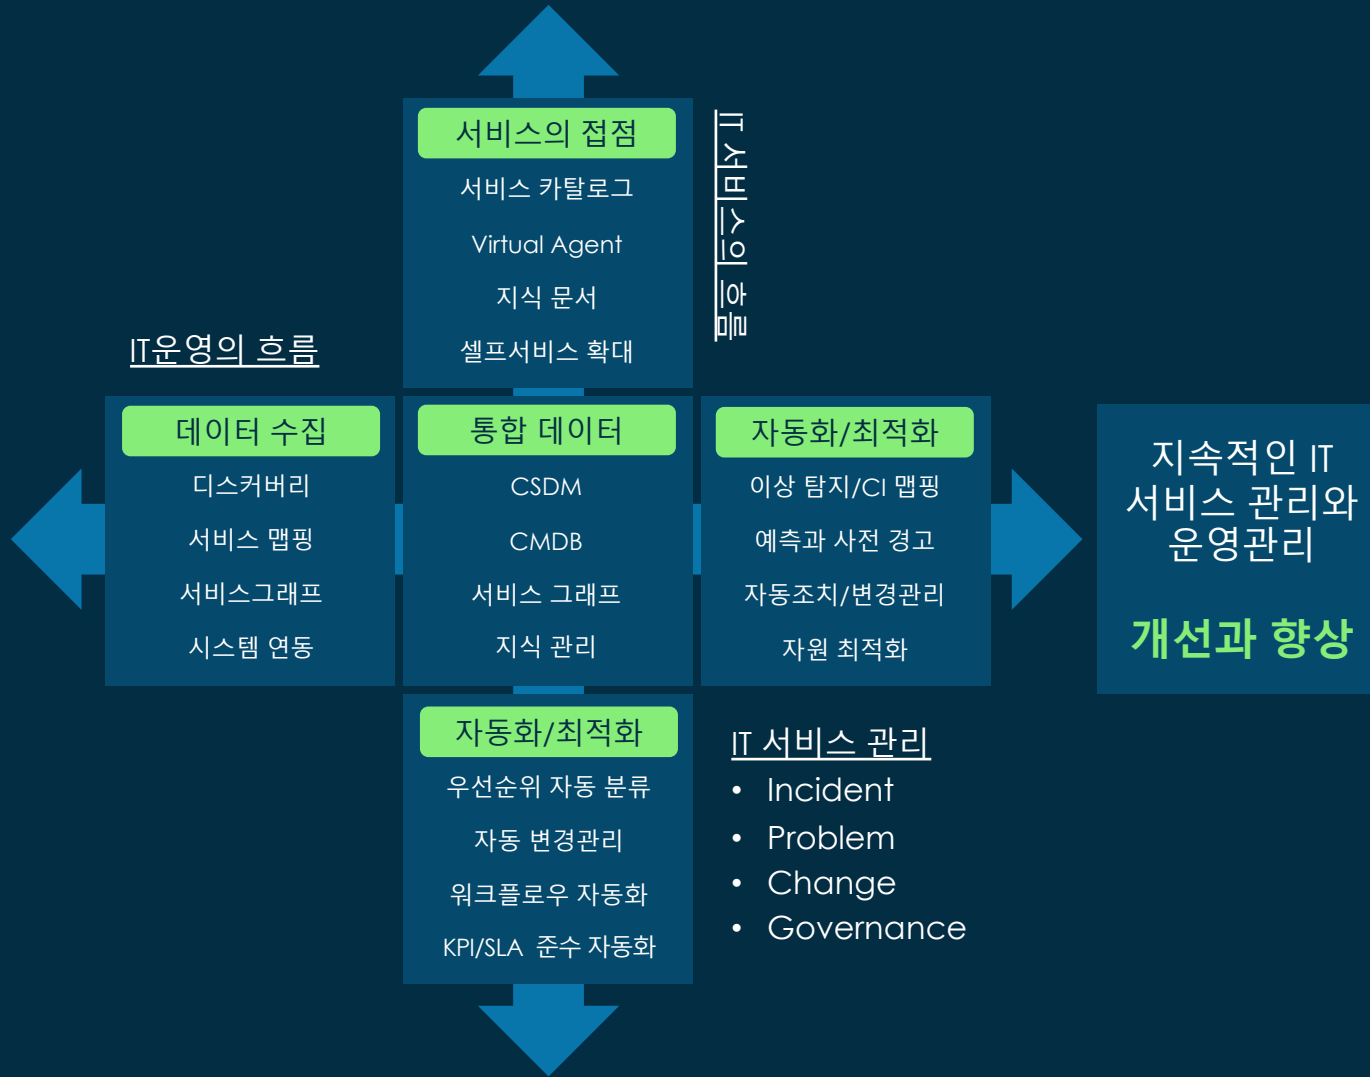 서비스의 접점
서비스 카탈로그
Virtual Agent
지식 문서
셀프서비스 확대
IT 서비스의 흐름
IT운영의 흐름
데이터 수집
디스커버리
서비스 맵핑
서비스그래프
시스템 연동
통합 데이터
CSDM
CMDB
서비스 그래프
지식 관리
자동화/최적화
이상 탐지/CI 맵핑
예측과 사전 경고
자동조치/변경관리
자원 최적화
지속적인 IT
서비스 관리와
운영관리
개선과 향상
자동화/최적화
우선순위 자동 분류
자동 변경관리
워크플로우 자동화
KPI/SLA 준수 자동화
IT 서비스 관리
• Incident
• Problem
• Change
• Governance